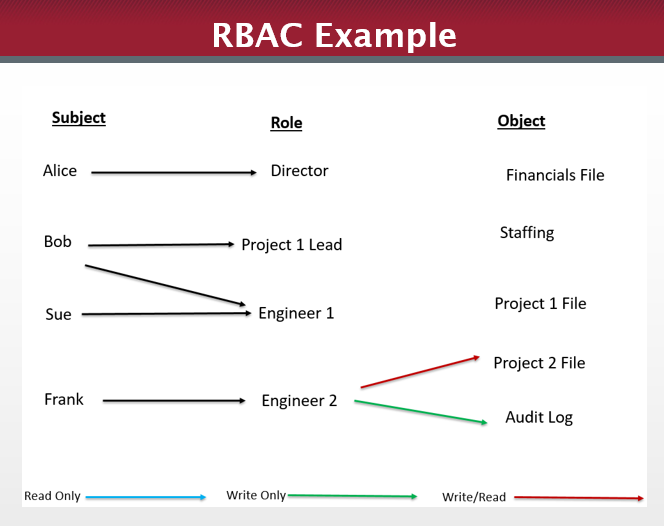 RBAC Example
Subject Role Object
Alice Director Financials File
Bob Project 1 Lead Staffing
Sue Engineer 1 Project 1 File
Project 2 File
Frank Engineer 2 Audit Log
Read Only Write Only Write/Read